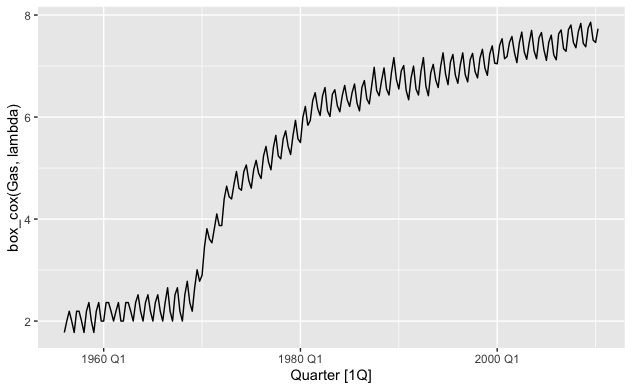 8
6
4
2
box_cox(Gas, lambda)
1960 Q1
1980 Q1
2000 Q1
Quarter [1Q]